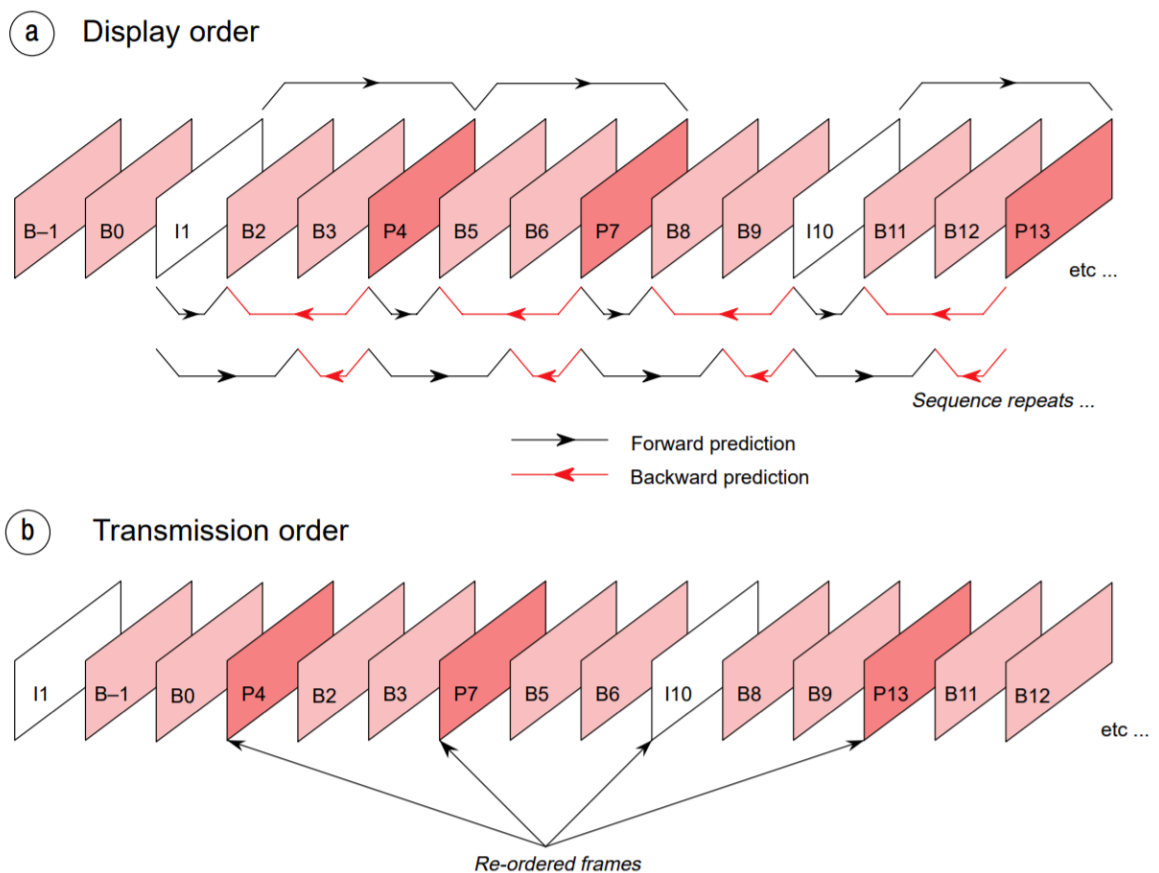 a Display order
B–1 B0 I1 B2 B3 P4 B5 B6 P7 B8 B9 I10 B11 B12 P13
etc ...
Sequence repeats ...
Forward prediction
Backward prediction
b Transmission order
I1 B–1 B0 P4 B2 B3 P7 B5 B6 I10 B8 B9 P13 B11 B12
etc ...
Re-ordered frames